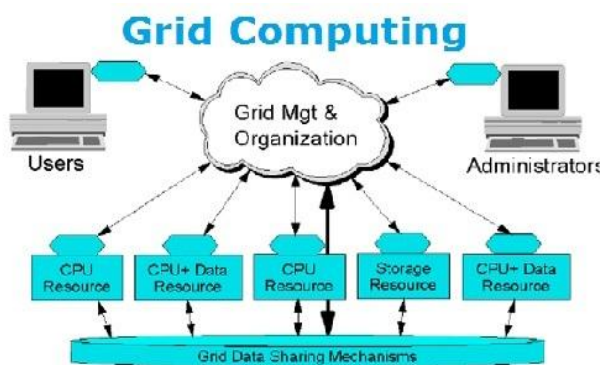 Grid Computing
Grid Mgt &
Organization
Users
Administrators
CPU
Resource
CPU+ Data
Resource
CPU
Resource
Storage
Resource
CPU+ Data
Resource
Grid Data Sharing Mechanisms